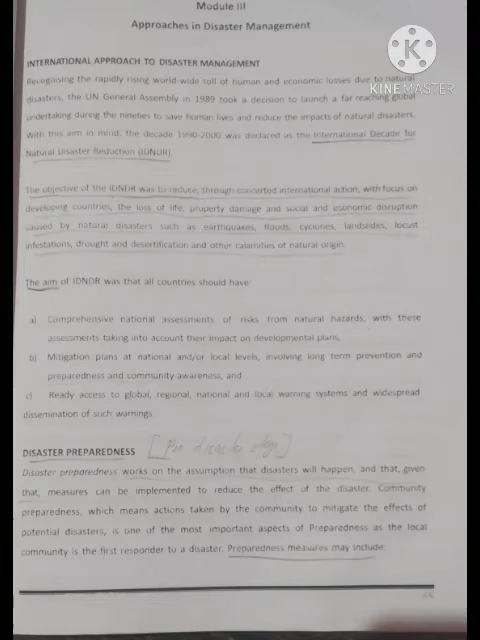 Module III
Approaches in Disaster Management
K
KINEMASTER
INTERNATIONAL APPROACH TO DISASTER MANAGEMENT
Recognising the rapidly rising world-wide toll of human and economic losses due to natural
disasters, the UN General Assembly in 1989 took a decision to launch a far reaching global
undertaking during the nineties to save human lives and reduce the impacts of natural disasters.
With this aim in mind, the decade 1990-2000 was declared as the International Decade for
Natural Disaster Reduction (IDNDR).
The objective of the IDNDR was to reduce, through concerted international action, with focus on
developing countries, the loss of life, property damage and social and economic disruption
caused by natural disasters such as earthquakes, floods, cyclones, landslides, locust
infestations, drought and desertification and other calamities of natural origin.
The aim of IDNDR was that all countries should have:
a) Comprehensive national assessments of risks from natural hazards, with these
assessments taking into account their impact on developmental plans,
b) Mitigation plans at national and/or local levels, involving long term prevention and
preparedness and community awareness, and
c) Ready access to global, regional, national and local warning systems and widespread
dissemination of such warnings
DISASTER PREPAREDNESS [Pre disaster]
Disaster preparedness works on the assumption that disasters will happen, and that, given
that, measures can be implemented to reduce the effect of the disaster. Community
preparedness, which means actions taken by the community to mitigate the effects of
potential disasters, is one of the most important aspects of Preparedness as the local
community is the first responder to a disaster. Preparedness measures may include: